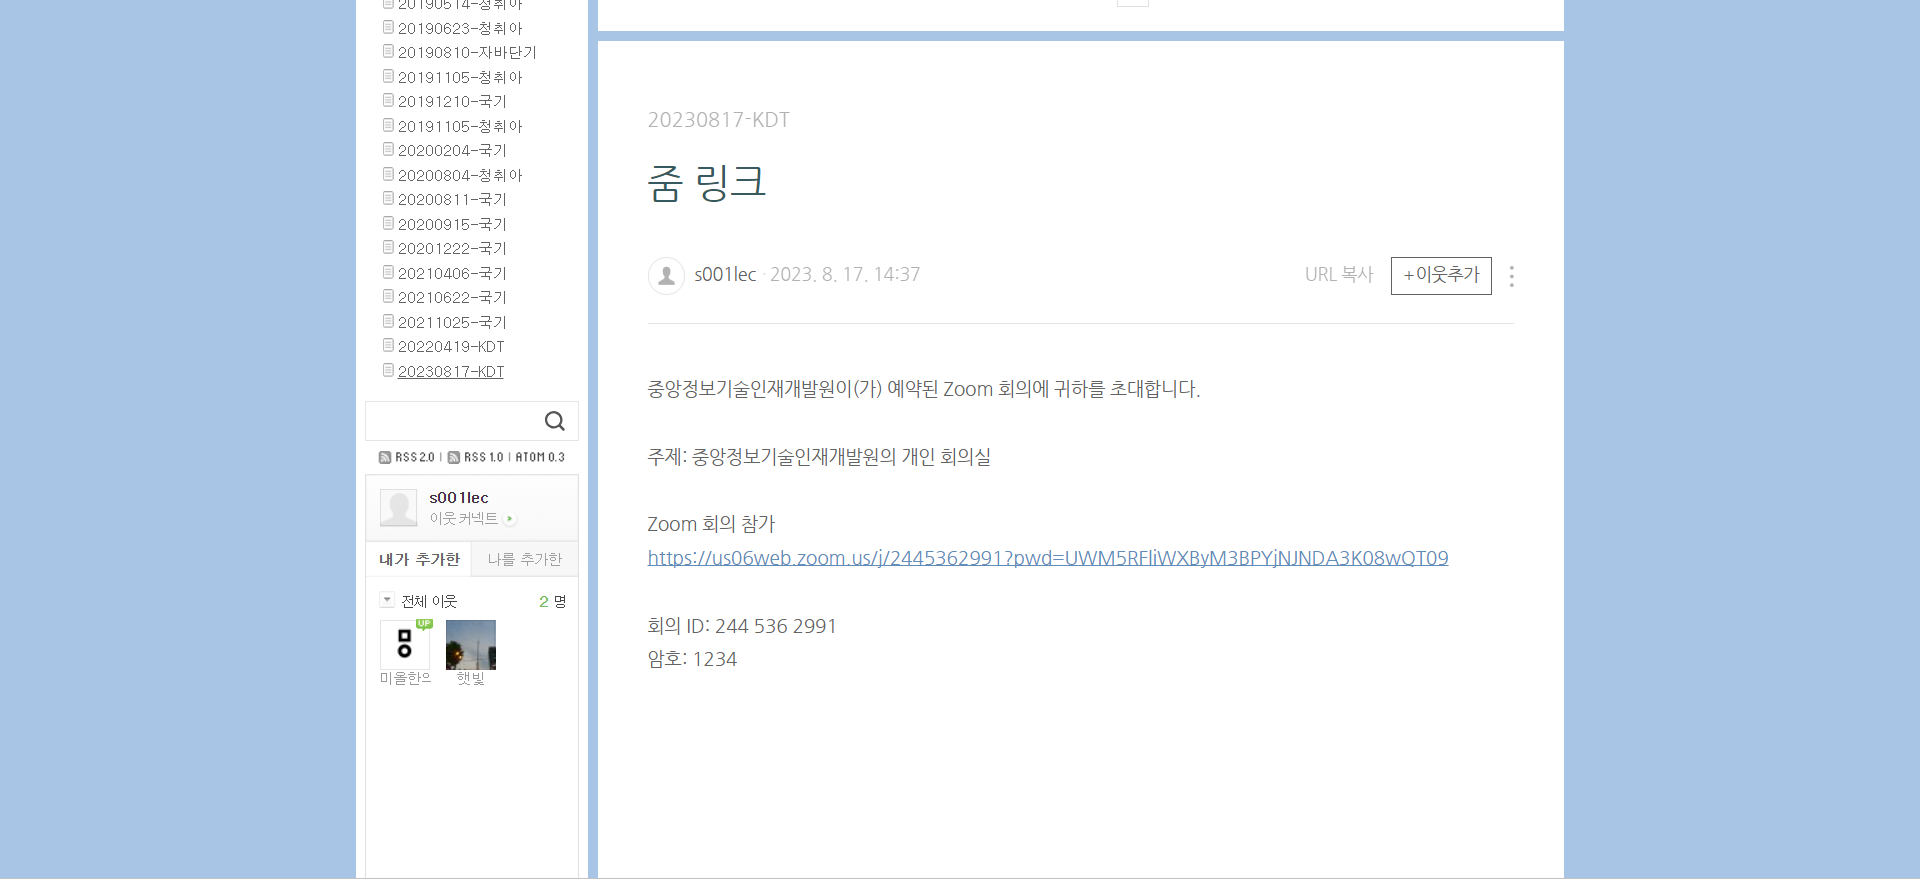 20190514-청취아
20190623-청취아
20190810-자바단기
20191105-청취아
20191210-국기
20191105-청취아
20200204-국기
20200804-청취아
20200811-국기
20200915-국기
20201222-국기
20210406-국기
20210622-국기
20211025-국기
20220419-KDT
20230817-KDT
RSS 2.0 | RSS 1.0 | ATOM 0.3
s001lec
이웃 커넥트
내가 추가한 나를 추가한
전체 이웃 2 명
UP
미올한의 햇빛
20230817-KDT
줌 링크
s001lec · 2023. 8. 17. 14:37 URL 복사 +이웃추가
중앙정보기술인재개발원이(가) 예약된 Zoom 회의에 귀하를 초대합니다.
주제: 중앙정보기술인재개발원의 개인 회의실
Zoom 회의 참가
https://us06web.zoom.us/j/2445362991?pwd=UWM5RFliWXByM3BPYjNJNDA3K08wQT09
회의 ID: 244 536 2991
암호: 1234